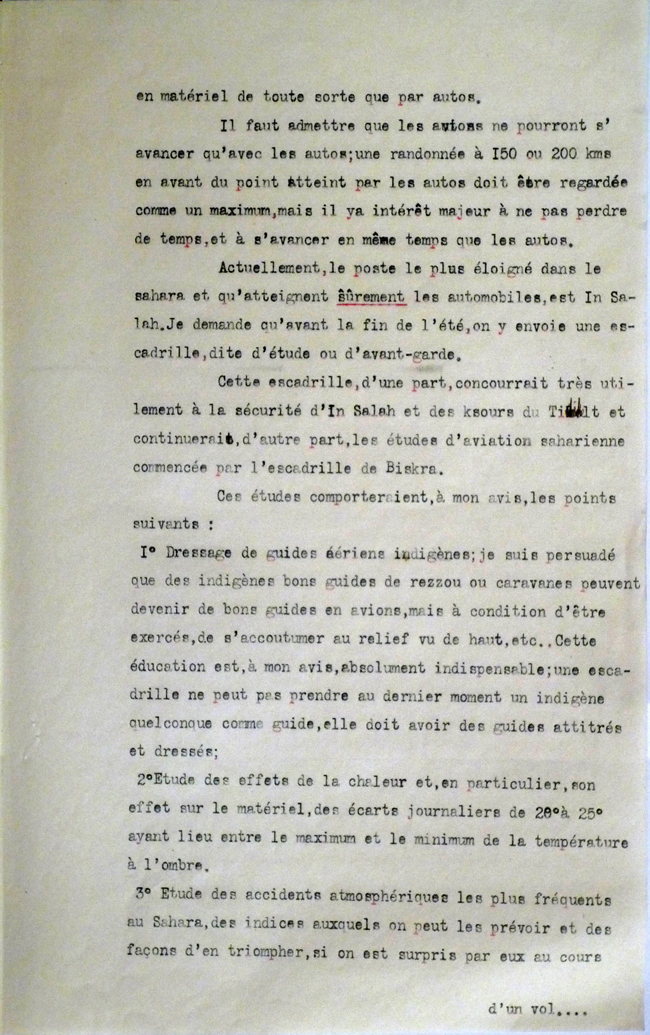 en matériel de toute sorte que par autos.
Il faut admettre que les avions ne pourront s'
avancer qu'avec les autos;une randonnée à I50 ou 200 kms
en avant du point atteint par les autos doit être regardée
comme un maximum,mais il ya intérêt majeur à ne pas perdre
de temps,et à s'avancer en même temps que les autos.
Actuellement,le poste le plus éloigné dans le
sahara et qu'atteignent sûrement les automobiles,est In Sa-
lah.Je demande qu'avant la fin de l'été,on y envoie une es-
cadrille,dite d'étude ou d'avant-garde.
Cette escadrille,d'une part,concourrait très uti-
lement à la sécurité d'In Salah et des ksours du et
continuerait,d'autre part,les études d'aviation saharienne
commencée par l'escadrille de Biskra.
Ces études comporteraient,à mon avis,les points
suivants :
I° Dressage de guides aériens indigènes;je suis persuadé
que des indigènes bons guides de rezzou ou caravanes peuvent
devenir de bons guides en avions,mais à condition d'être
exercés,de s'accoutumer au relief vu de haut,etc..Cette
éducation est,à mon avis,absolument indispensable;une esca-
drille ne peut pas prendre au dernier moment un indigène
quelconque comme guide,elle doit avoir des guides attitrés
et dressés;
2°Etude des effets de la chaleur et,en particulier,son
effet sur le matériel,des écarts journaliers de 20°à 25°
ayant lieu entre le maximum et le minimum de la température
à l'ombre.
3° Etude des accidents atmosphériques les plus fréquents
au Sahara,des indices auxquels on peut les prévoir et des
façons d'en triompher,si on est surpris par eux au cours
d'un vol....